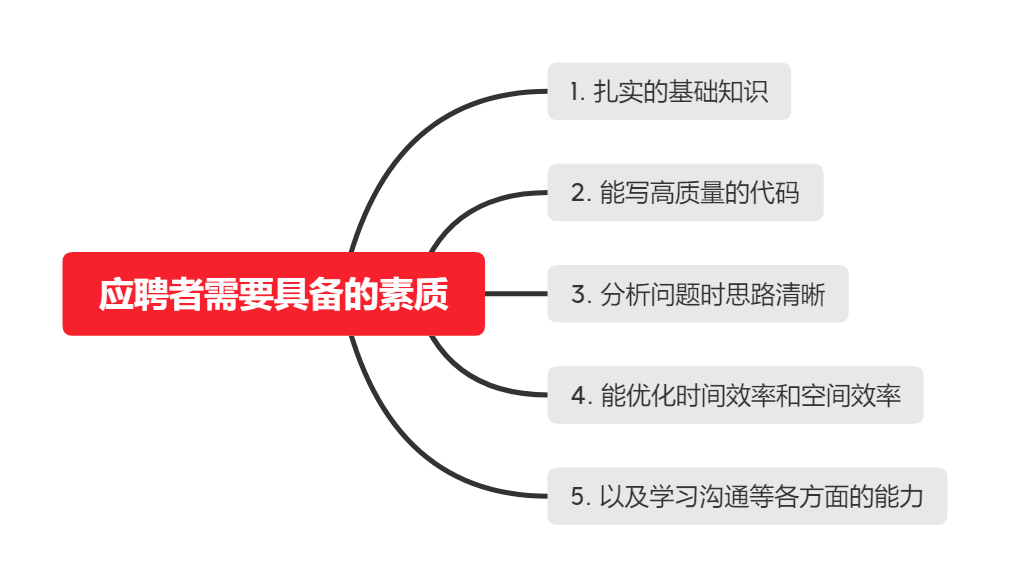 1. 扎实的基础知识
2. 能写高质量的代码
应聘者需要具备的素质
3. 分析问题时思路清晰
4. 能优化时间效率和空间效率
5. 以及学习沟通等各方面的能力